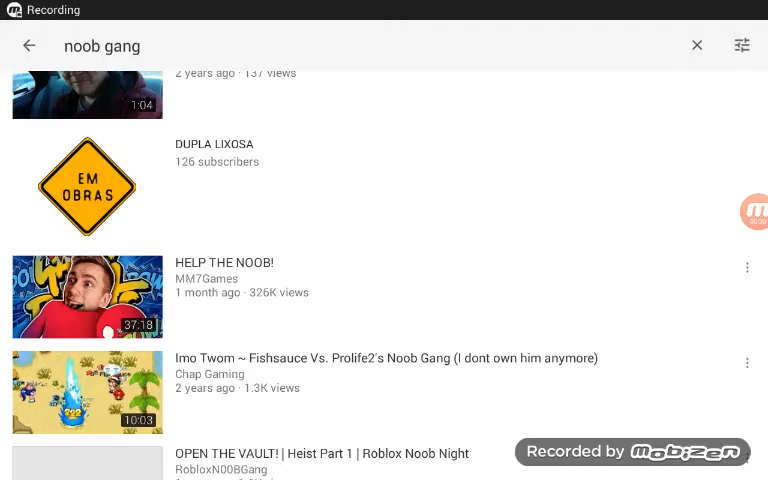 Recording
noob gang
2 years ago · 137 views
1:04
EM
OBRAS
DUPLA LIXOSA
126 subscribers
HELP THE NOOB!
MM7Games
1 month ago · 326K views
37:18
Imo Twom ~ Fishsauce Vs. Prolife2's Noob Gang (I dont own him anymore)
Chap Gaming
2 years ago · 1.3K views
10:03
OPEN THE VAULT! | Heist Part 1 | Roblox Noob Night
RobloxN00BGang
Recorded by mobizen